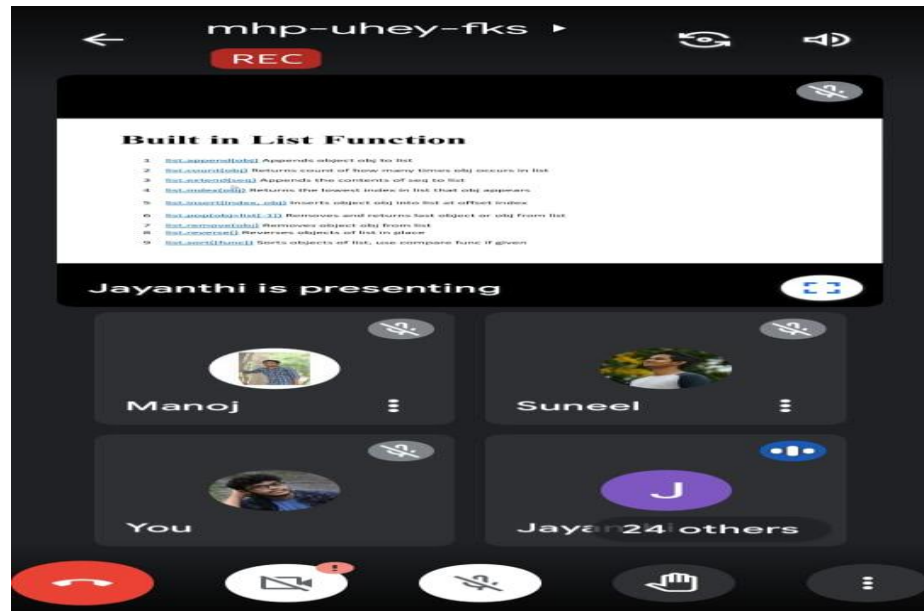 mhp-uhey-fks
REC
Built in List Function
1 list.append(obj) Appends object obj to list
2 list.count(obj) Returns count of how many times obj occurs in list
3 list.extend(seq) Appends the contents of seq to list
4 list.index(obj) Returns the lowest index in list that obj appears
5 list.insert(index, obj) Inserts object obj into list at offset index
6 list.pop(obj=list[-1]) Removes and returns last object or obj from list
7 list.remove(obj) Removes object obj from list
8 list.reverse() Reverses objects of list in place
9 list.sort([func]) Sorts objects of list, use compare func if given
Jayanthi is presenting
Manoj
Suneel
You
J
24 others